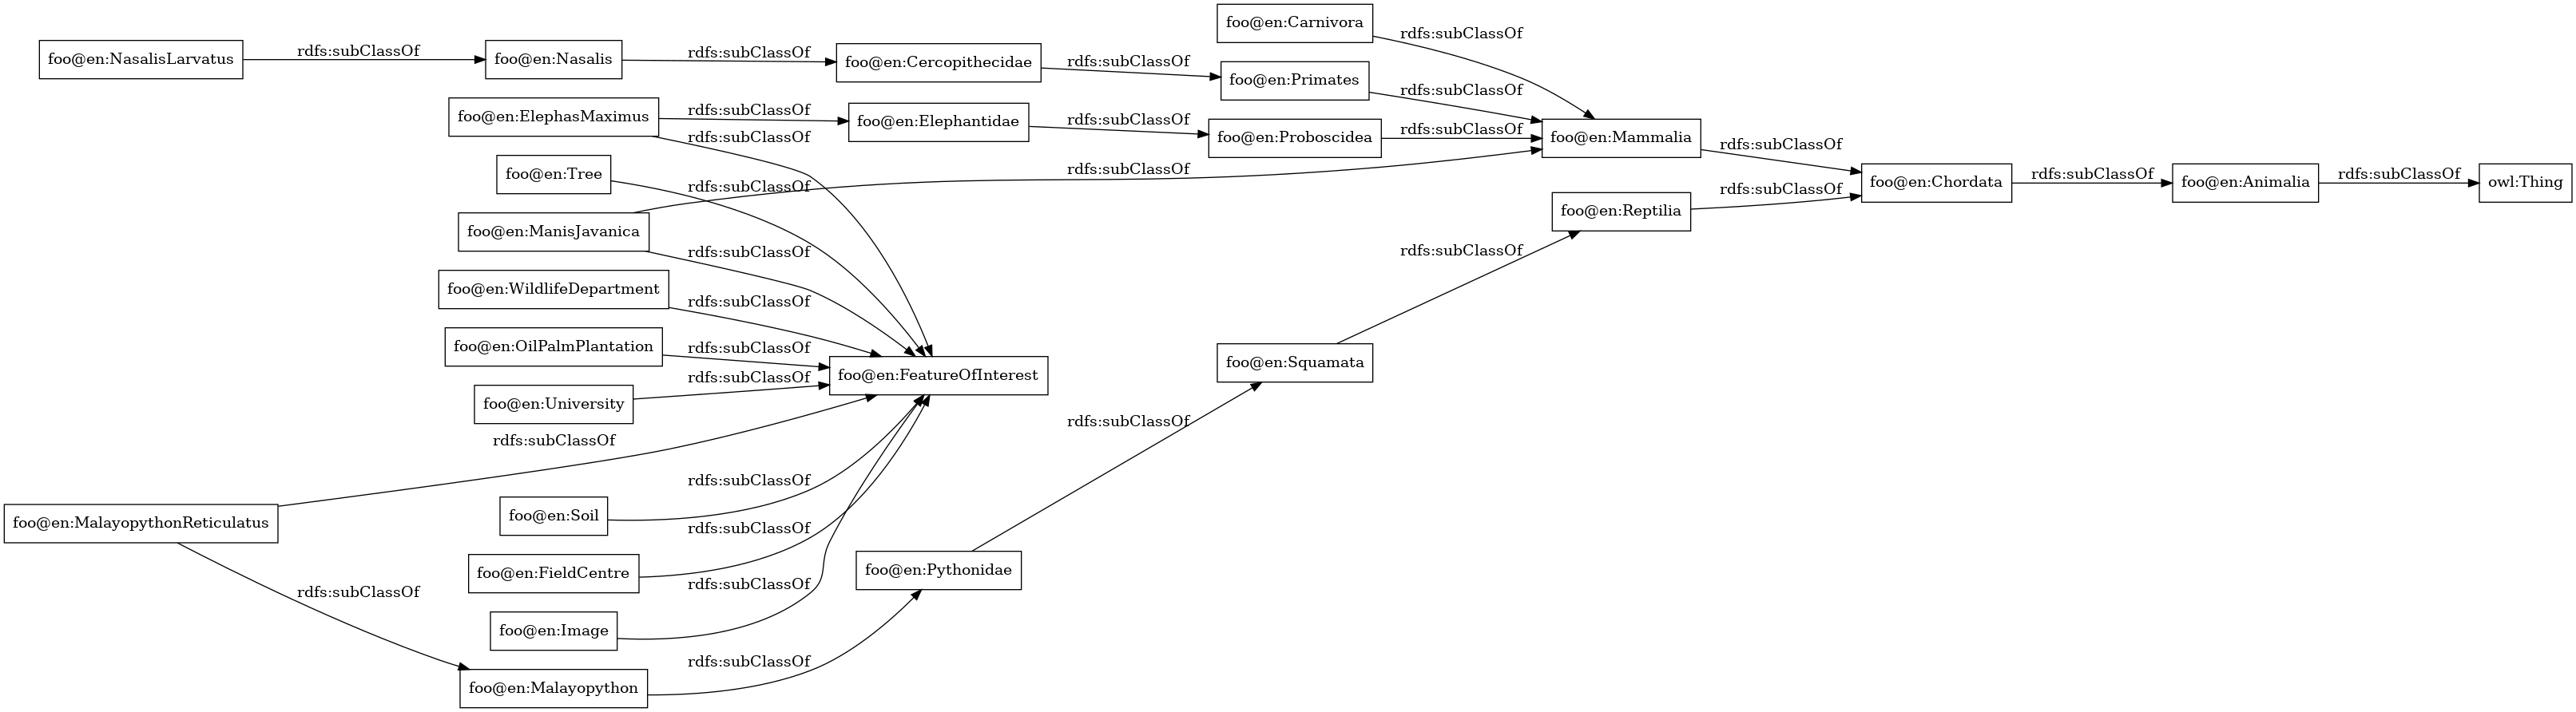 foo@en:Carnivora
rdfs:subClassOf
foo@en:NasalisLarvatus
rdfs:subClassOf
foo@en:Nasalis
rdfs:subClassOf
foo@en:Cercopithecidae
rdfs:subClassOf
foo@en:Primates
rdfs:subClassOf
foo@en:ElephasMaximus
rdfs:subClassOf
rdfs:subClassOf
foo@en:Elephantidae
rdfs:subClassOf
foo@en:Proboscidea
rdfs:subClassOf
foo@en:Mammalia
rdfs:subClassOf
foo@en:Tree
rdfs:subClassOf
rdfs:subClassOf
foo@en:Chordata
rdfs:subClassOf
foo@en:Animalia
rdfs:subClassOf
owl:Thing
foo@en:ManisJavanica
rdfs:subClassOf
foo@en:Reptilia
rdfs:subClassOf
rdfs:subClassOf
foo@en:WildlifeDepartment
rdfs:subClassOf
foo@en:OilPalmPlantation
rdfs:subClassOf
foo@en:FeatureOfInterest
foo@en:Squamata
foo@en:University
rdfs:subClassOf
rdfs:subClassOf
rdfs:subClassOf
foo@en:MalayopythonReticulatus
foo@en:Soil
rdfs:subClassOf
foo@en:FieldCentre
rdfs:subClassOf
foo@en:Pythonidae
rdfs:subClassOf
foo@en:Image
rdfs:subClassOf
foo@en:Malayopython
rdfs:subClassOf